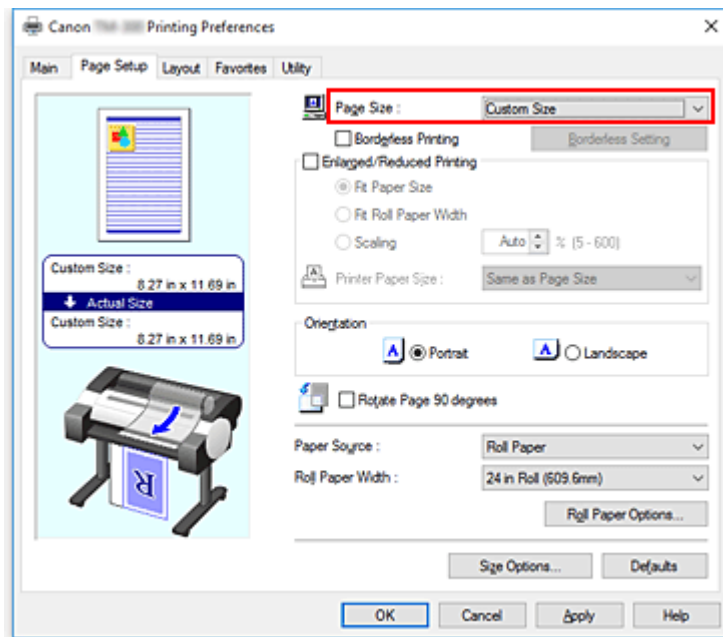 Canon Printing Preferences
Main Page Setup Layout Favorites Utility
Page Size : Custom Size
Borderless Printing Borderless Setting
Enlarged/Reduced Printing
Fit Paper Size
Fit Roll Paper Width
Scaling Auto % (5 - 600)
Printer Paper Size : Same as Page Size
Custom Size :
8.27 in x 11.69 in
Actual Size
Custom Size :
8.27 in x 11.69 in
Orientation
A Portrait A Landscape
Rotate Page 90 degrees
Paper Source : Roll Paper
Roll Paper Width : 24 in Roll (609.6mm)
R
Roll Paper Options...
Size Options... Defaults
OK Cancel Apply Help